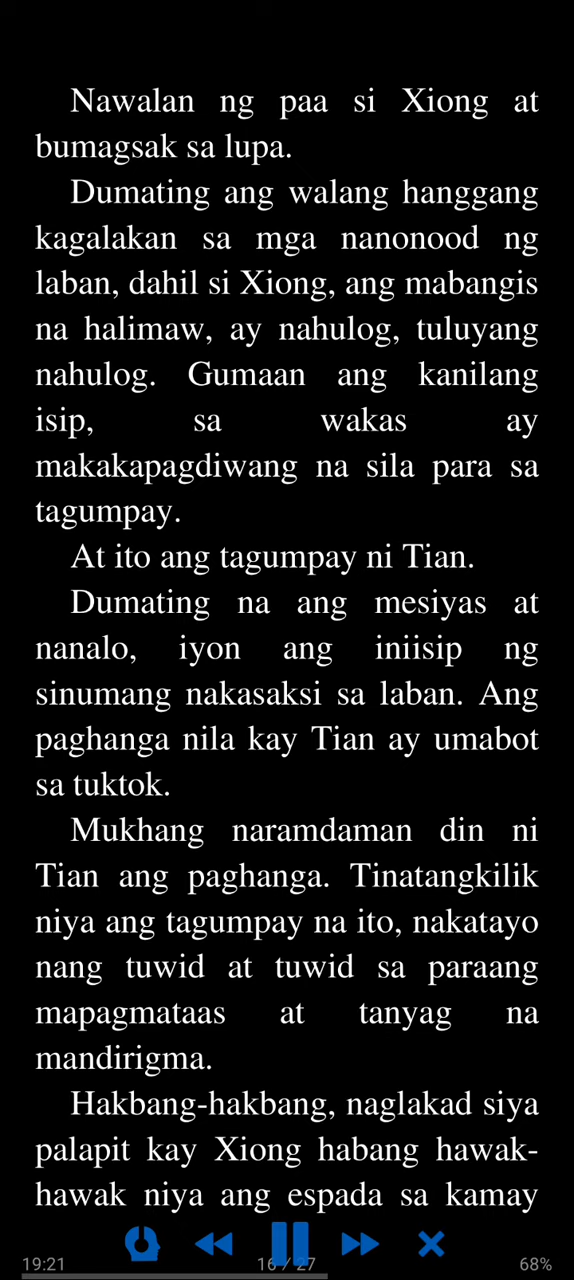 Nawalan ng paa si Xiong at
bumagsak sa lupa.
Dumating ang walang hanggang
kagalakan sa mga nanonood ng
laban, dahil si Xiong, ang mabangis
na halimaw, ay nahulog, tuluyang
nahulog. Gumaan ang kanilang
isip, sa wakas ay
makakapagdiwang na sila para sa
tagumpay.
At ito ang tagumpay ni Tian.
Dumating na ang mesiyas at
nanalo, iyon ang iniisip ng
sinumang nakasaksi sa laban. Ang
paghanga nila kay Tian ay umabot
sa tuktok.
Mukhang naramdaman din ni
Tian ang paghanga. Tinatangkilik
niya ang tagumpay na ito, nakatayo
nang tuwid at tuwid sa paraang
mapagmataas at tanyag na
mandirigma.
Hakbang-hakbang, naglakad siya
palapit kay Xiong habang hawak-
hawak niya ang espada sa kamay
19:21 16 / 27 68%